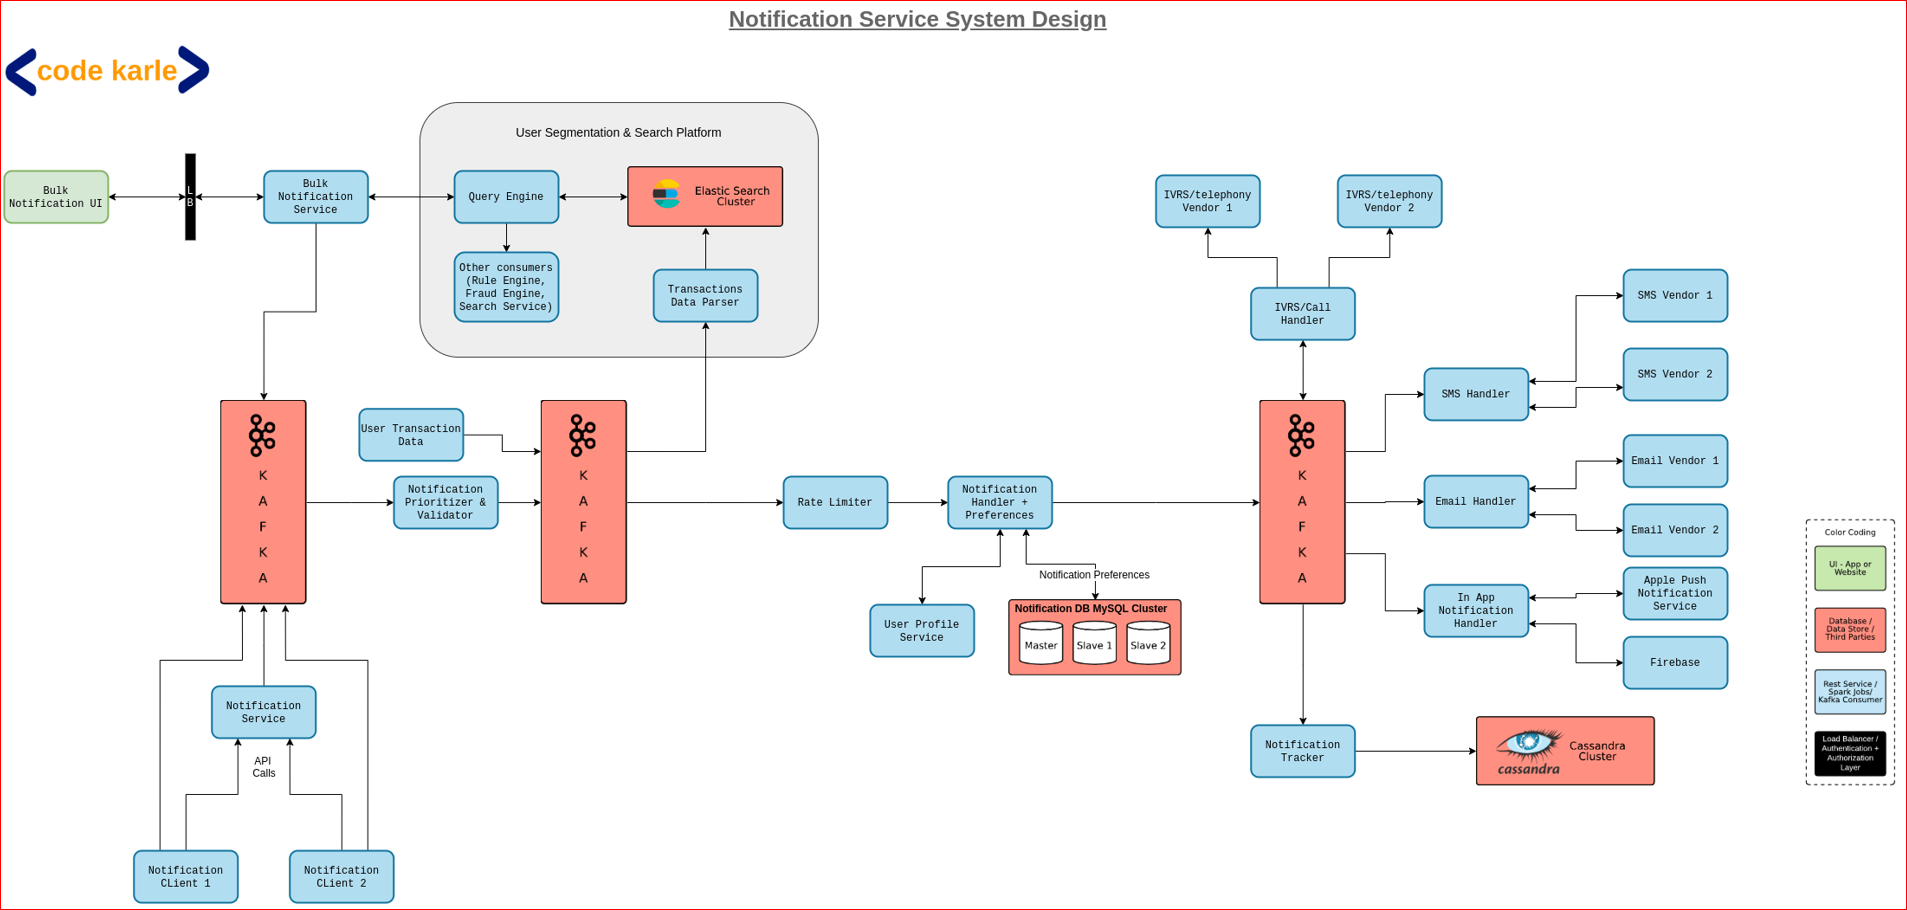 Notification Service System Design
code karle
User Segmentation & Search Platform
Bulk
Notification UI
L
B
Bulk
Notification
Service
Query Engine
Elastic Search
Cluster
Other consumers
(Rule Engine,
Fraud Engine,
Search Service)
Transactions
Data Parser
IVRS/telephony
Vendor 1
IVRS/telephony
Vendor 2
IVRS/Call
Handler
SMS Vendor 1
SMS Vendor 2
SMS Handler
K
A
F
K
A
User Transaction
Data
Notification
Prioritizer &
Validator
K
A
F
K
A
Rate Limiter
Notification
Handler +
Preferences
K
A
F
K
A
Email Handler
Email Vendor 1
Email Vendor 2
In App
Notification
Handler
Apple Push
Notification
Service
Firebase
User Profile
Service
Notification Preferences
Notification DB MySQL Cluster
Master
Slave 1
Slave 2
Notification
Service
API
Calls
Notification
CLient 1
Notification
CLient 2
Notification
Tracker
cassandra
Cassandra
Cluster
Color Coding
UI - App or
Website
Database /
Data Store /
Third Parties
Rest Service /
Spark Jobs/
Kafka Consumer
Load Balancer /
Authentication +
Authorization
Layer